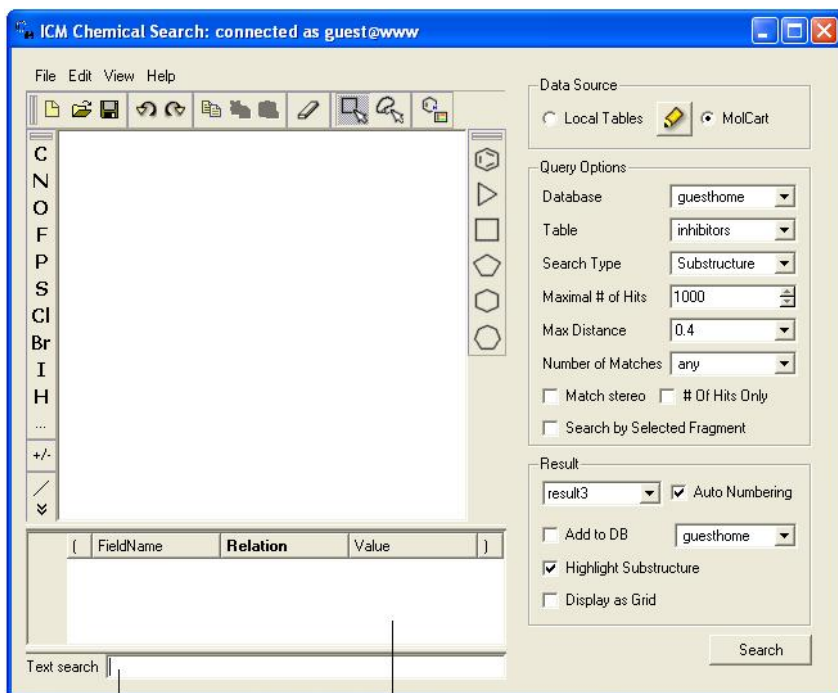 ICM Chemical Search: connected as guest@www
File Edit View Help
C
N
O
F
P
S
Cl
Br
I
H
...
+/-
( FieldName Relation Value )
Text search
Data Source
Local Tables MolCart
Query Options
Database guesthome
Table inhibitors
Search Type Substructure
Maximal # of Hits 1000
Max Distance 0.4
Number of Matches any
Match stereo # Of Hits Only
Search by Selected Fragment
Result
result3 Auto Numbering
Add to DB guesthome
Highlight Substructure
Display as Grid
Search